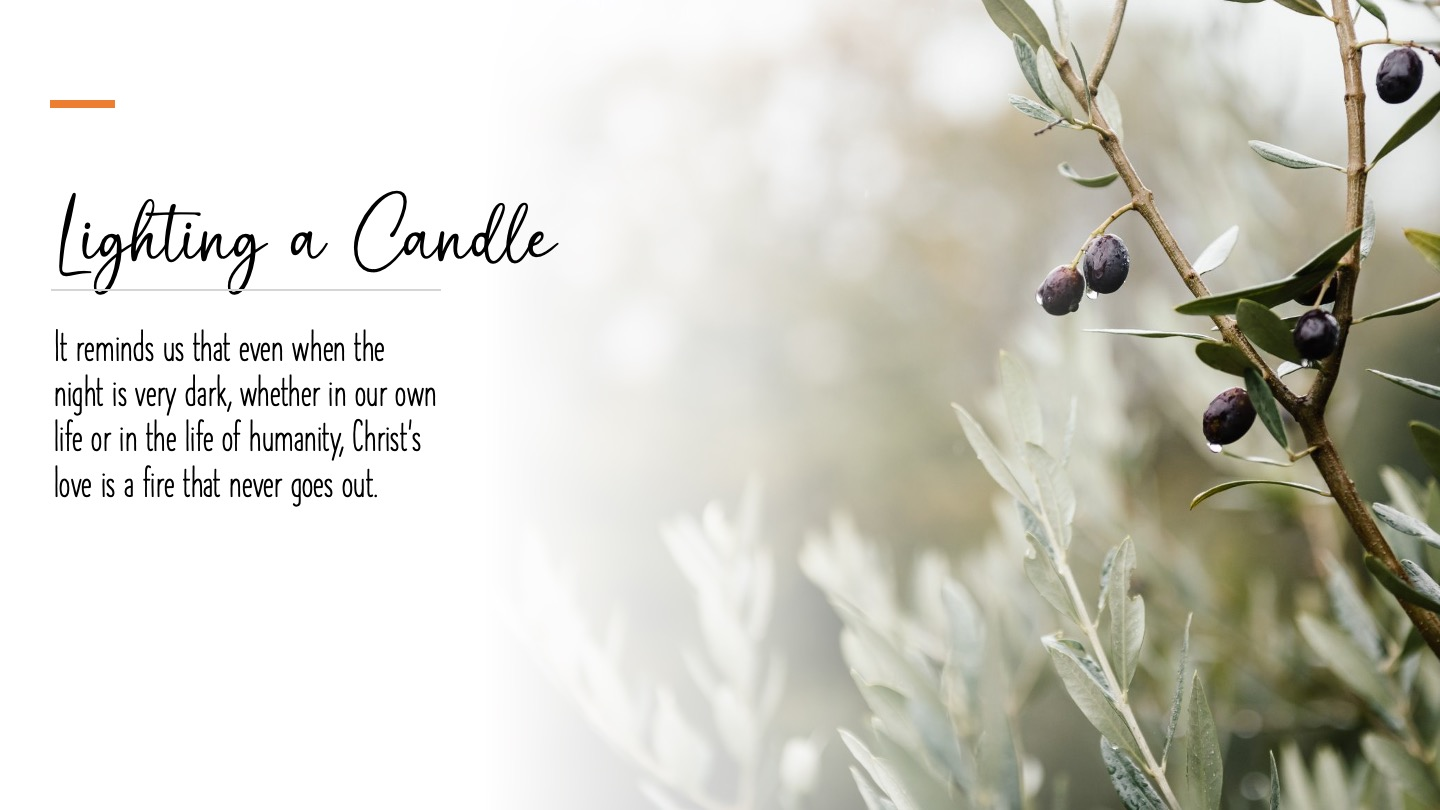 Lighting a Candle
It reminds us that even when the
night is very dark, whether in our own
life or in the life of humanity, Christ's
love is a fire that never goes out.